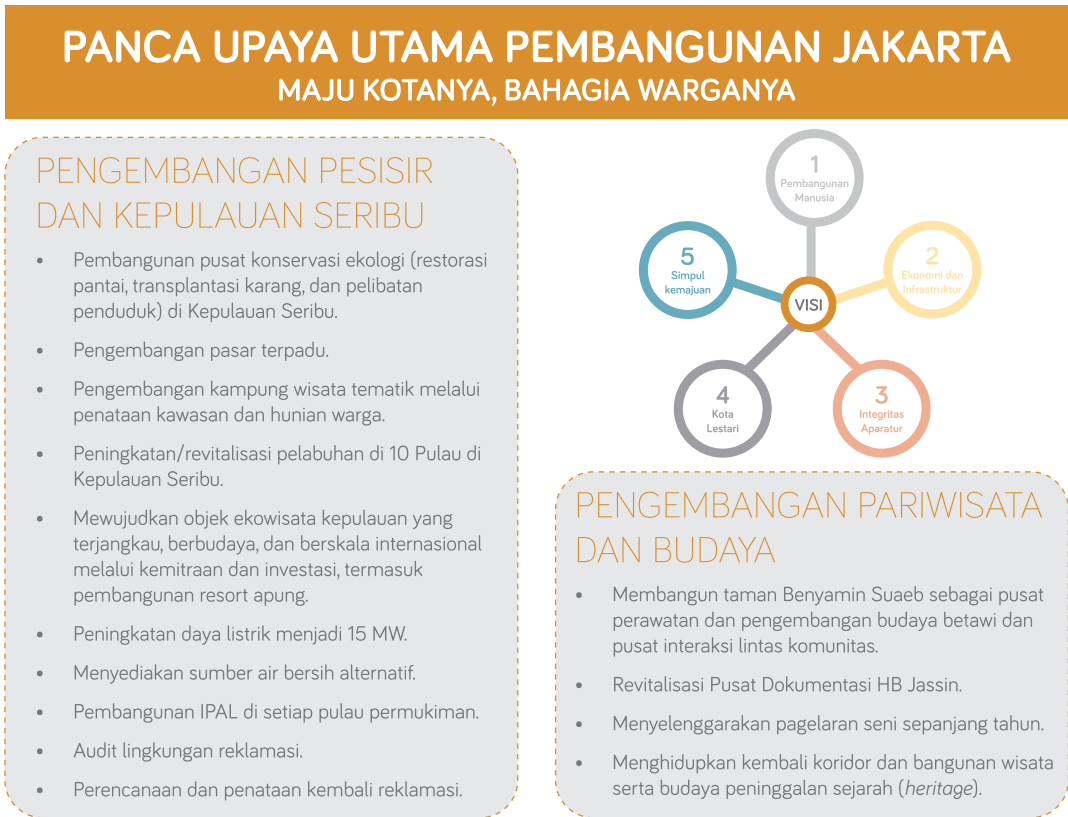 PANCA UPAYA UTAMA PEMBANGUNAN JAKARTA
MAJU KOTANYA, BAHAGIA WARGANYA
PENGEMBANGAN PESISIR
DAN KEPULAUAN SERIBU
• Pembangunan pusat konservasi ekologi (restorasi
pantai, transplantasi karang, dan pelibatan
penduduk) di Kepulauan Seribu.
• Pengembangan pasar terpadu.
• Pengembangan kampung wisata tematik melalui
penataan kawasan dan hunian warga.
• Peningkatan/revitalisasi pelabuhan di 10 Pulau di
Kepulauan Seribu.
• Mewujudkan objek ekowisata kepulauan yang
terjangkau, berbudaya, dan berskala internasional
melalui kemitraan dan investasi, termasuk
pembangunan resort apung.
• Peningkatan daya listrik menjadi 15 MW.
• Menyediakan sumber air bersih alternatif.
• Pembangunan IPAL di setiap pulau permukiman.
• Audit lingkungan reklamasi.
• Perencanaan dan penataan kembali reklamasi.
1
Pembangunan
Manusia
2
Ekonomi dan
Infrastruktur
3
Integritas
Aparatur
4
Kota
Lestari
5
Simpul
kemajuan
VISI
PENGEMBANGAN PARIWISATA
DAN BUDAYA
• Membangun taman Benyamin Suaeb sebagai pusat
perawatan dan pengembangan budaya betawi dan
pusat interaksi lintas komunitas.
• Revitalisasi Pusat Dokumentasi HB Jassin.
• Menyelenggarakan pagelaran seni sepanjang tahun.
• Menghidupkan kembali koridor dan bangunan wisata
serta budaya peninggalan sejarah (heritage).